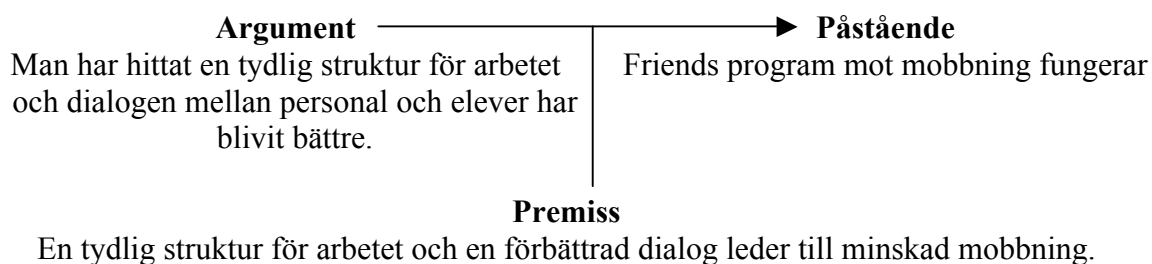 Argument Påstående
Man har hittat en tydlig struktur för arbetet Friends program mot mobbning fungerar
och dialogen mellan personal och elever har
blivit bättre.
Premiss
En tydlig struktur för arbetet och en förbättrad dialog leder till minskad mobbning.